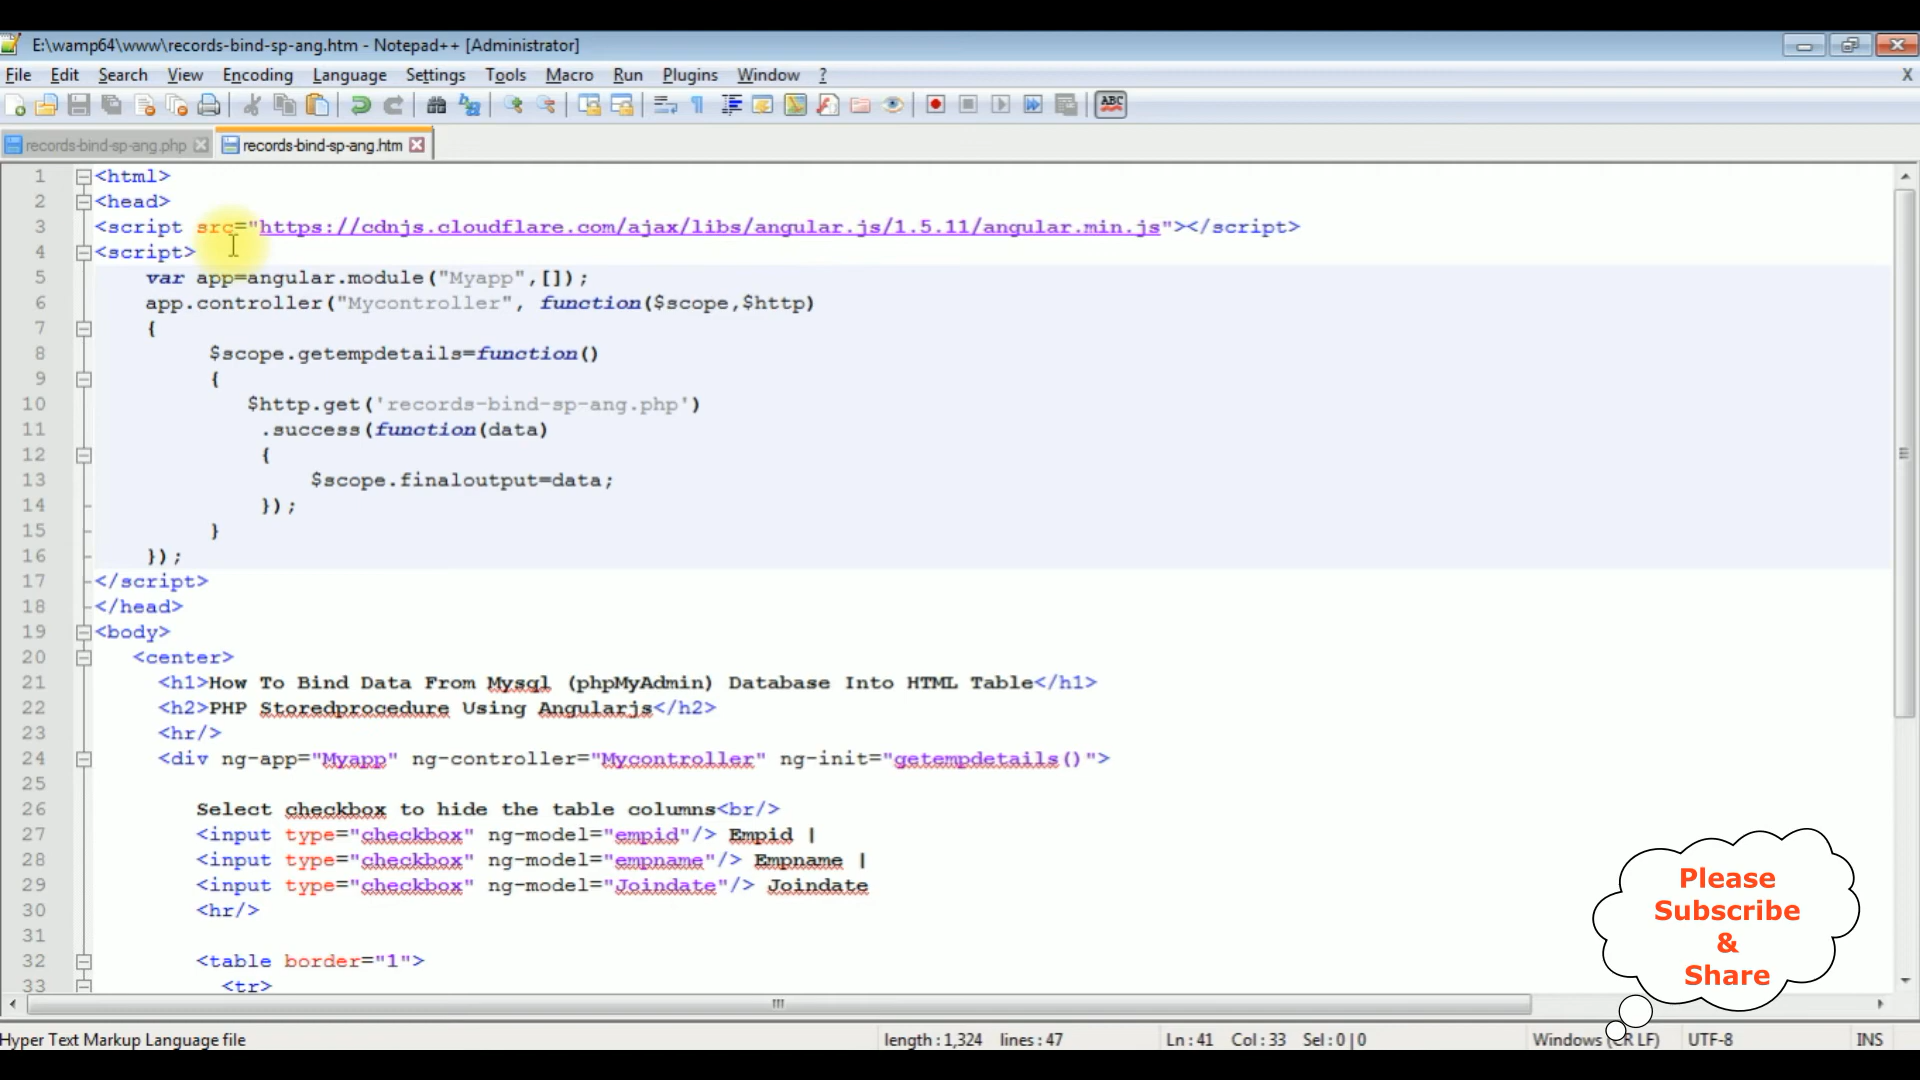 E:\wamp64\www\records-bind-sp-ang.htm - Notepad++ [Administrator]
File Edit Search View Encoding Language Settings Tools Macro Run Plugins Window ? X
ABC
records-bind-sp-ang.php records-bind-sp-ang.htm
1 <html>
2 <head>
3 <script src="https://cdnjs.cloudflare.com/ajax/libs/angular.js/1.5.11/angular.min.js"></script>
4 <script>
5 var app=angular.module("Myapp",[]);
6 app.controller("Mycontroller", function($scope,$http)
7 {
8 $scope.getempdetails=function()
9 {
10 $http.get('records-bind-sp-ang.php')
11 .success(function(data)
12 {
13 $scope.finaloutput=data;
14 });
15 }
16 });
17 </script>
18 </head>
19 <body>
20 <center>
21 <h1>How To Bind Data From Mysql (phpMyAdmin) Database Into HTML Table</h1>
22 <h2>PHP Storedprocedure Using Angularjs</h2>
23 <hr/>
24 <div ng-app="Myapp" ng-controller="Mycontroller" ng-init="getempdetails()">
25
26 Select checkbox to hide the table columns<br/>
27 <input type="checkbox" ng-model="empid"/> Empid |
28 <input type="checkbox" ng-model="empname"/> Empname |
29 <input type="checkbox" ng-model="Joindate"/> Joindate
30 <hr/>
31
32 <table border="1">
33 <tr>
Please
Subscribe
&
Share
Hyper Text Markup Language file length : 1,324 lines : 47 Ln : 41 Col : 33 Sel : 0 | 0 Windows (CR LF) UTF-8 INS